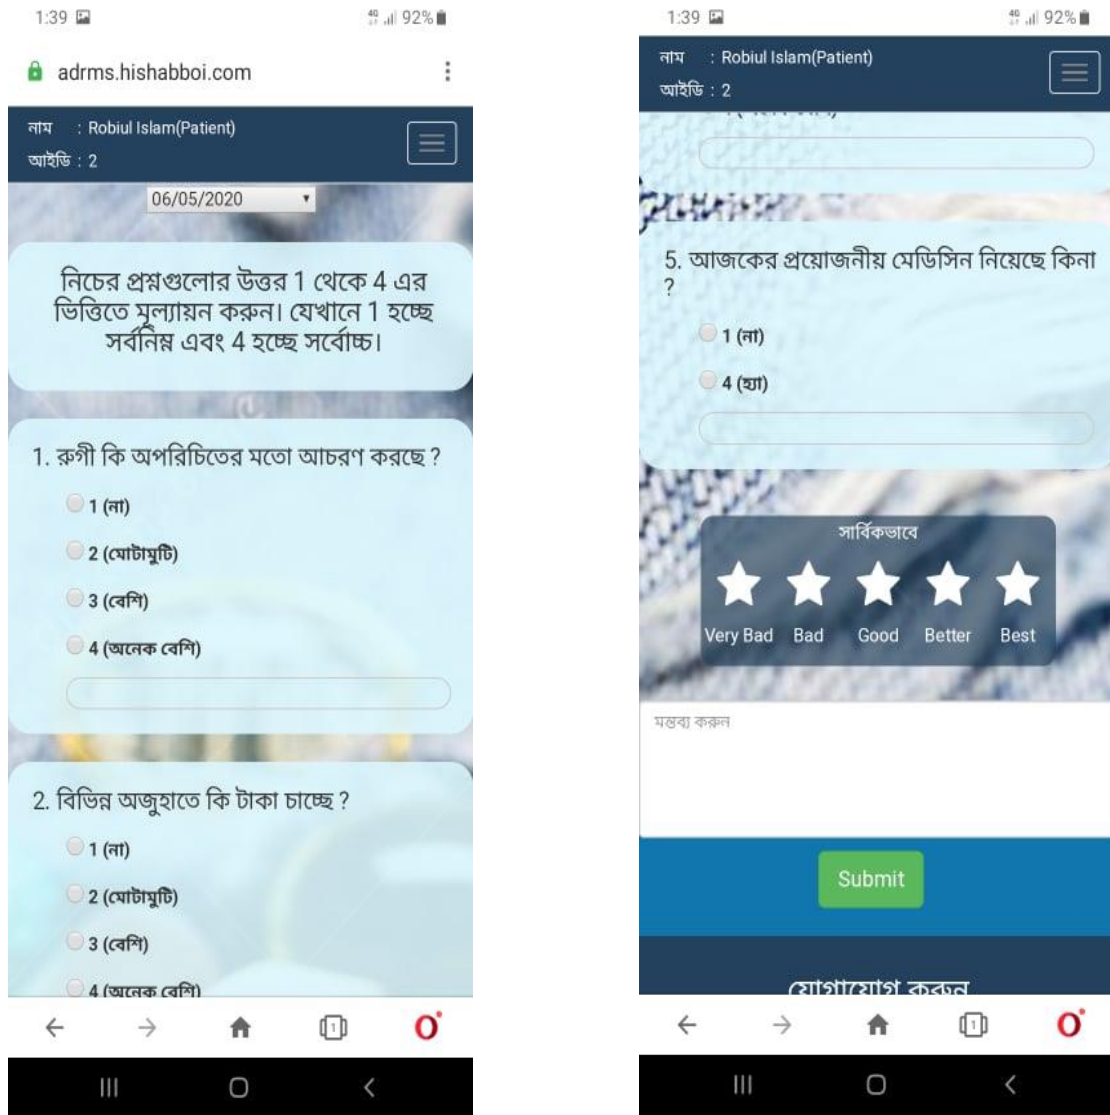 1:39
4G
92%
adrms.hishabboi.com
নাম : Robiul Islam(Patient)
আইডি : 2
06/05/2020
নিচের প্রশ্নগুলোর উত্তর 1 থেকে 4 এর
ভিত্তিতে মূল্যায়ন করুন। যেখানে 1 হচ্ছে
সর্বনিম্ন এবং 4 হচ্ছে সর্বোচ্চ।
1. রুগী কি অপরিচিতের মতো আচরণ করছে ?
1 (না)
2 (মোটামুটি)
3 (বেশি)
4 (অনেক বেশি)
2. বিভিন্ন অজুহাতে কি টাকা চাচ্ছে ?
1 (না)
2 (মোটামুটি)
3 (বেশি)
4 (অনেক বেশি)
1
1:39
4G
92%
নাম : Robiul Islam(Patient)
আইডি : 2
5. আজকের প্রয়োজনীয় মেডিসিন নিয়েছে কিনা
?
1 (না)
4 (হ্যা)
সার্বিকভাবে
Very Bad Bad Good Better Best
মন্তব্য করুন
Submit
যোগাযোগ করুন
1